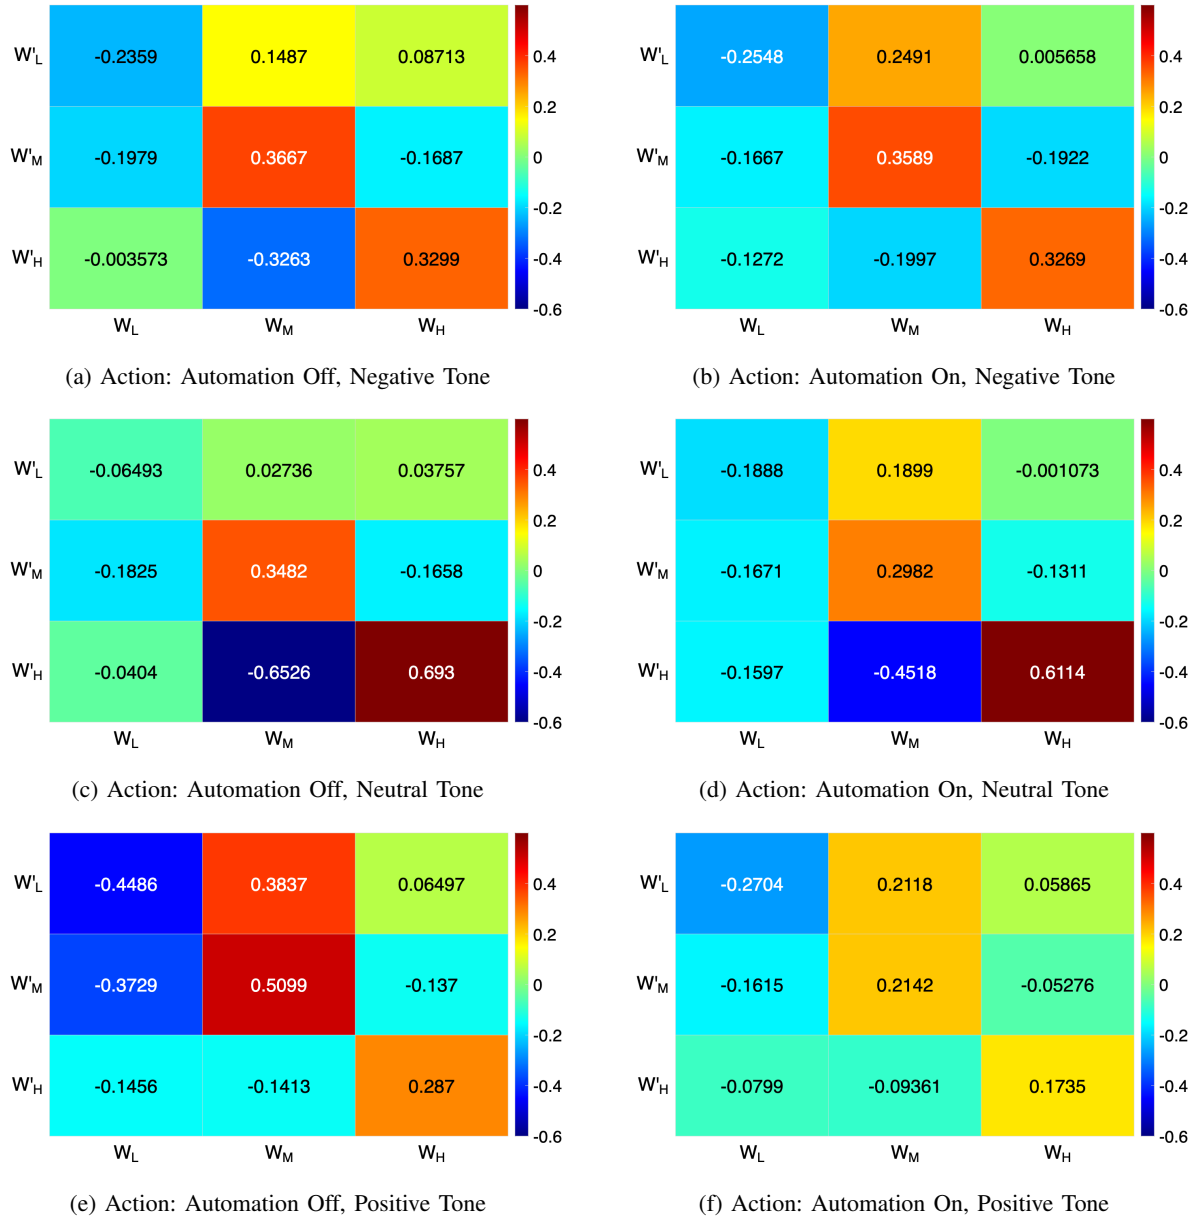 W'L -0.2359 0.1487 0.08713
W'M -0.1979 0.3667 -0.1687
W'H -0.003573 -0.3263 0.3299
WL WM WH
0.4
0.2
0
-0.2
-0.4
-0.6
(a) Action: Automation Off, Negative Tone
W'L -0.2548 0.2491 0.005658
W'M -0.1667 0.3589 -0.1922
W'H -0.1272 -0.1997 0.3269
WL WM WH
0.4
0.2
0
-0.2
-0.4
-0.6
(b) Action: Automation On, Negative Tone
W'L -0.06493 0.02736 0.03757
W'M -0.1825 0.3482 -0.1658
W'H -0.0404 -0.6526 0.693
WL WM WH
0.4
0.2
0
-0.2
-0.4
-0.6
(c) Action: Automation Off, Neutral Tone
W'L -0.1888 0.1899 -0.001073
W'M -0.1671 0.2982 -0.1311
W'H -0.1597 -0.4518 0.6114
WL WM WH
0.4
0.2
0
-0.2
-0.4
-0.6
(d) Action: Automation On, Neutral Tone
W'L -0.4486 0.3837 0.06497
W'M -0.3729 0.5099 -0.137
W'H -0.1456 -0.1413 0.287
WL WM WH
0.4
0.2
0
-0.2
-0.4
-0.6
(e) Action: Automation Off, Positive Tone
W'L -0.2704 0.2118 0.05865
W'M -0.1615 0.2142 -0.05276
W'H -0.0799 -0.09361 0.1735
WL WM WH
0.4
0.2
0
-0.2
-0.4
-0.6
(f) Action: Automation On, Positive Tone